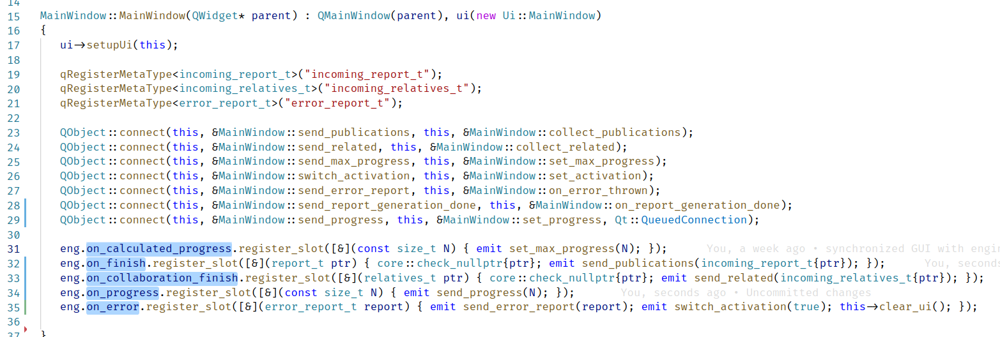 14
15 MainWindow::MainWindow(QWidget* parent) : QMainWindow(parent), ui(new Ui::MainWindow)
16 {
17 ui->setupUi(this);
18
19 qRegisterMetaType<incoming_report_t>("incoming_report_t");
20 qRegisterMetaType<incoming_relatives_t>("incoming_relatives_t");
21 qRegisterMetaType<error_report_t>("error_report_t");
22
23 QObject::connect(this, &MainWindow::send_publications, this, &MainWindow::collect_publications);
24 QObject::connect(this, &MainWindow::send_related, this, &MainWindow::collect_related);
25 QObject::connect(this, &MainWindow::send_max_progress, this, &MainWindow::set_max_progress);
26 QObject::connect(this, &MainWindow::switch_activation, this, &MainWindow::set_activation);
27 QObject::connect(this, &MainWindow::send_error_report, this, &MainWindow::on_error_thrown);
28 QObject::connect(this, &MainWindow::send_report_generation_done, this, &MainWindow::on_report_generation_done);
29 QObject::connect(this, &MainWindow::send_progress, this, &MainWindow::set_progress, Qt::QueuedConnection);
30
31 eng.on_calculated_progress.register_slot([&](const size_t N) { emit set_max_progress(N); }); You, a week ago • synchronized GUI with
32 eng.on_finish.register_slot([&](report_t ptr) { core::check_nullptr{ptr}; emit send_publications(incoming_report_t{ptr}); }); You, seconds
33 eng.on_collaboration_finish.register_slot([&](relatives_t ptr) { core::check_nullptr{ptr}; emit send_related(incoming_relatives_t{ptr}); });
34 eng.on_progress.register_slot([&](const size_t N) { emit send_progress(N); }); You, seconds ago • Uncommitted changes
35 eng.on_error.register_slot([&](error_report_t report) { emit send_error_report(report); emit switch_activation(true); this->clear_ui(); });
36
37 }